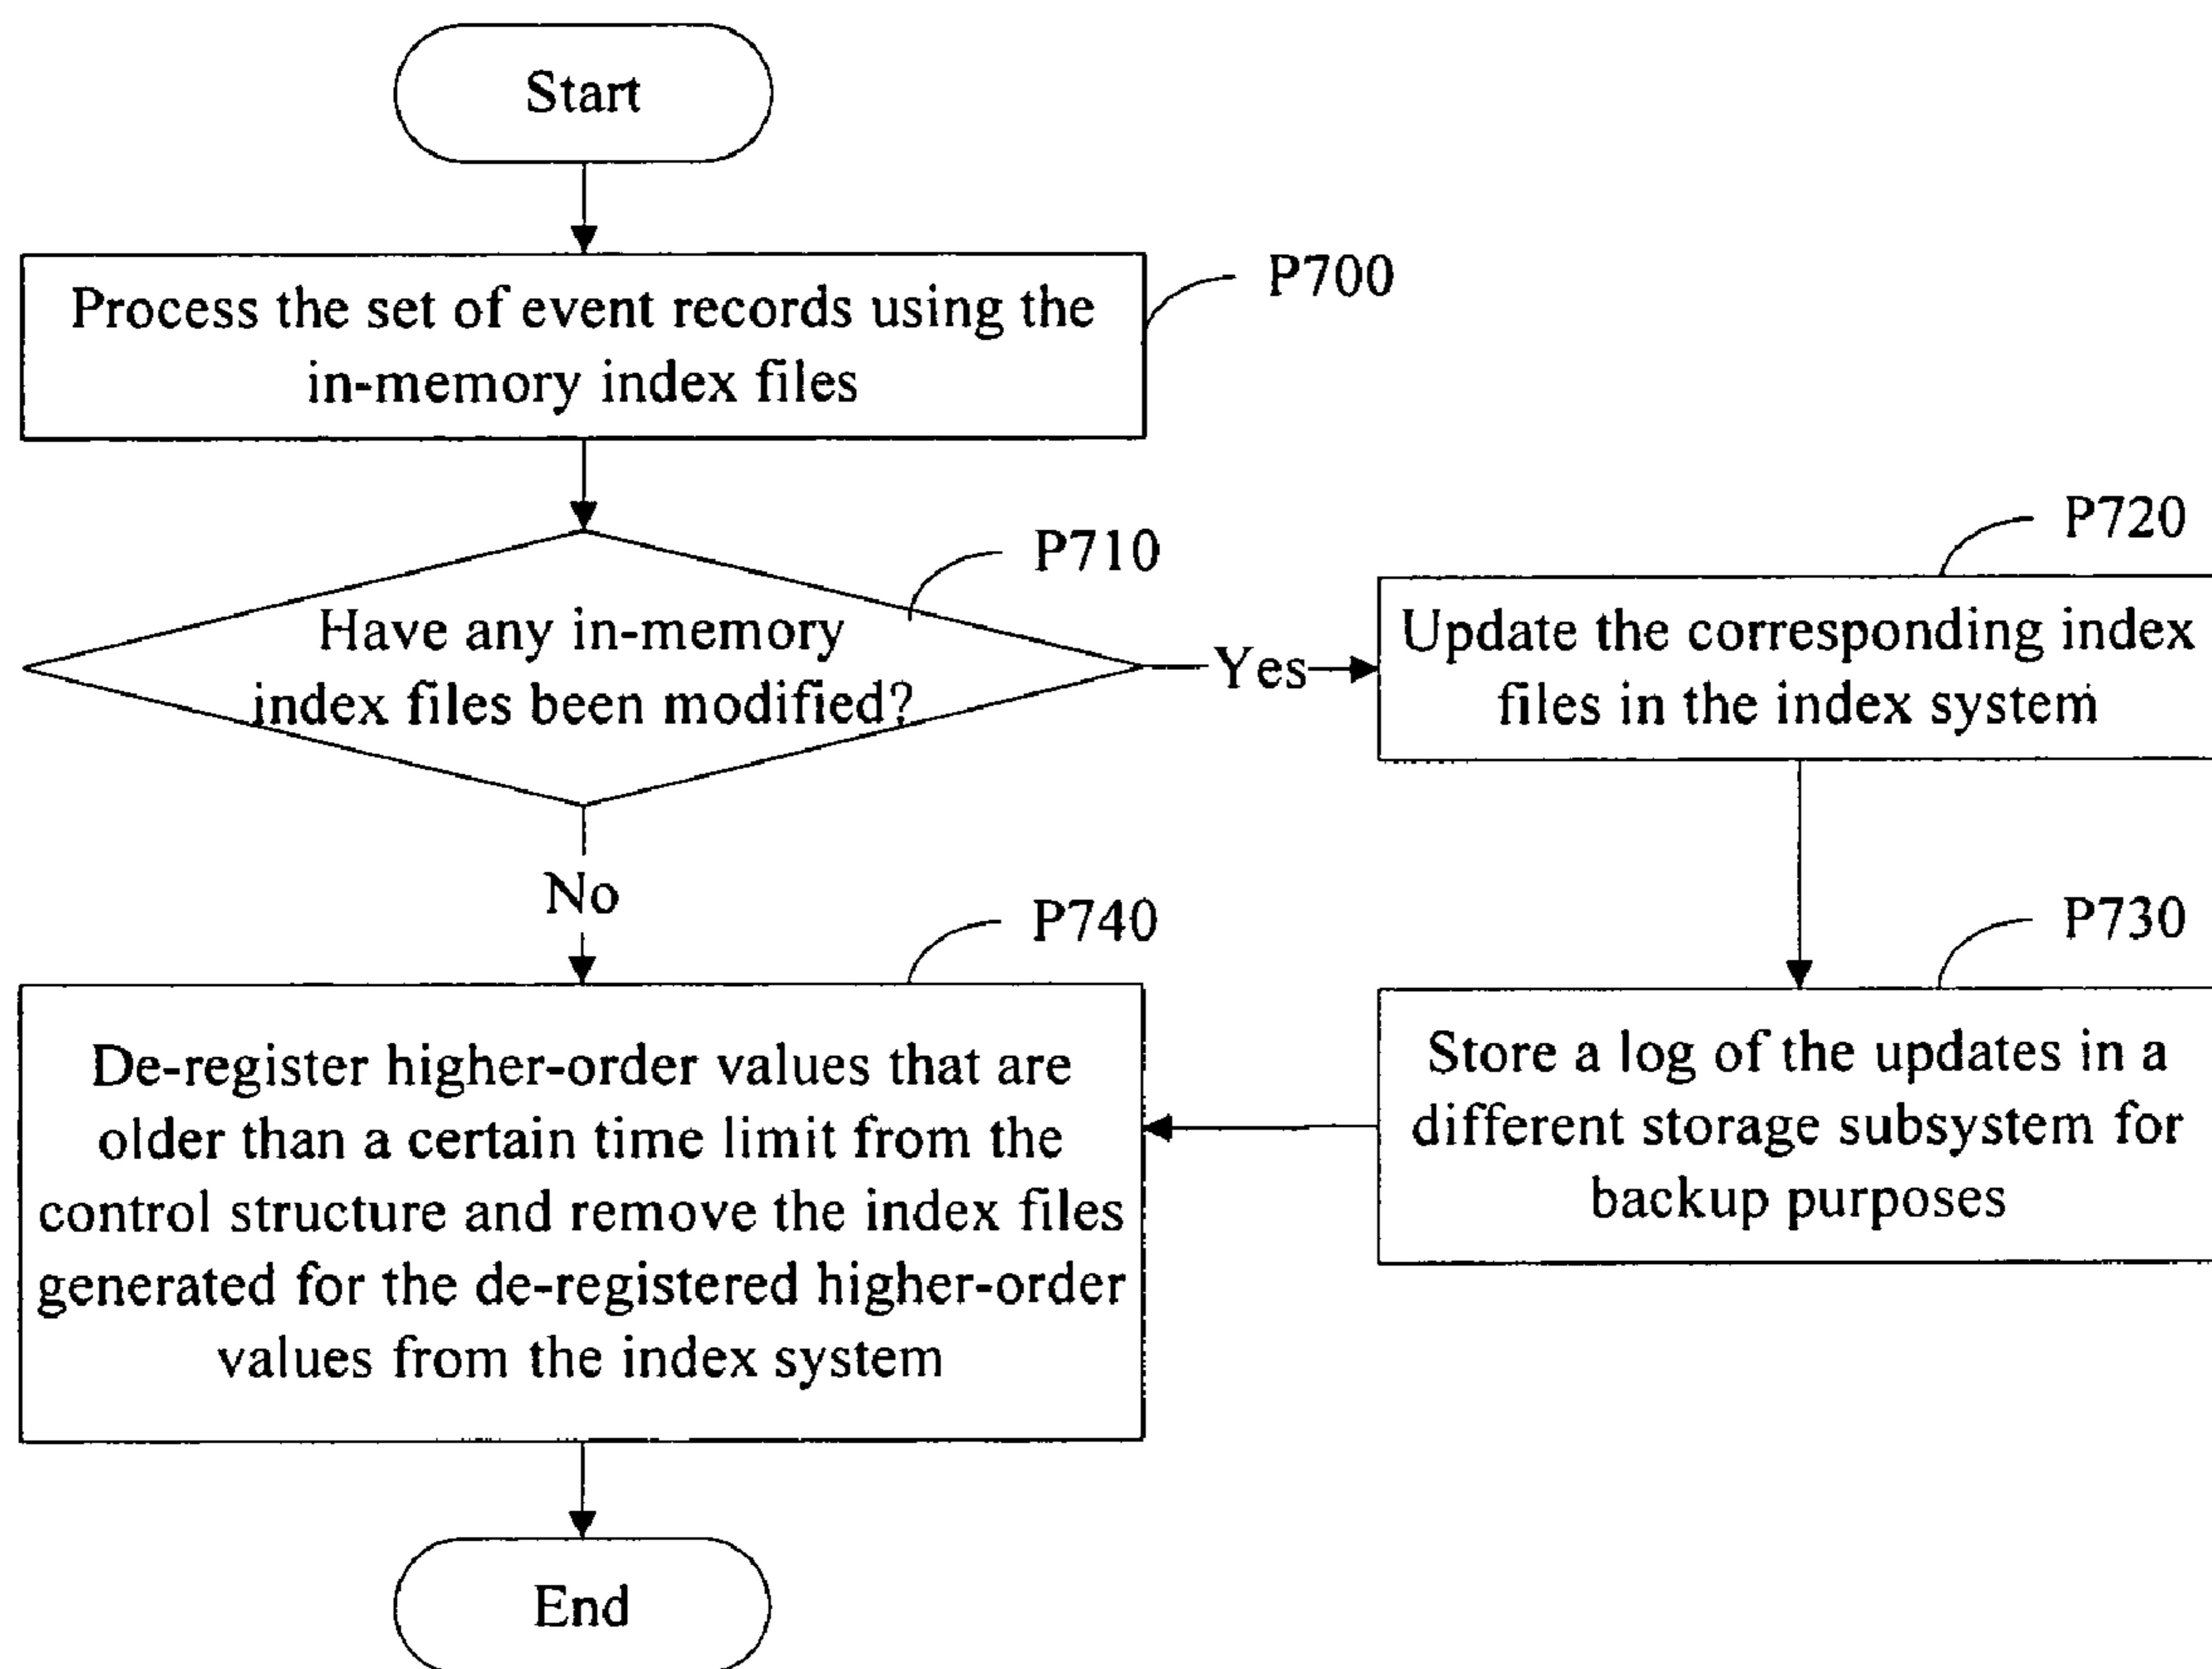 Start
P700
Process the set of event records using the
in-memory index files
P710
Have any in-memory
index files been modified?
Yes
P720
Update the corresponding index
files in the index system
No
P730
Store a log of the updates in a
different storage subsystem for
backup purposes
P740
De-register higher-order values that are
older than a certain time limit from the
control structure and remove the index files
generated for the de-registered higher-order
values from the index system
End